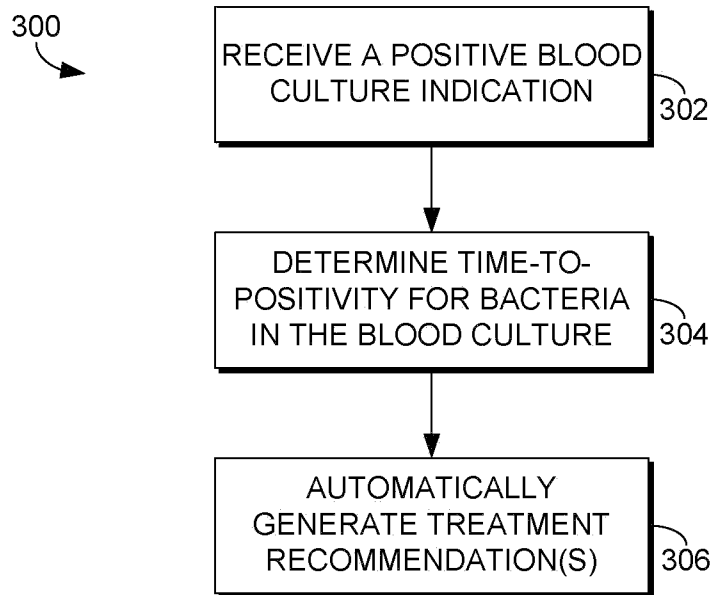 300
RECEIVE A POSITIVE BLOOD
CULTURE INDICATION
302
DETERMINE TIME-TO-
POSITIVITY FOR BACTERIA
IN THE BLOOD CULTURE
304
AUTOMATICALLY
GENERATE TREATMENT
RECOMMENDATION(S)
306